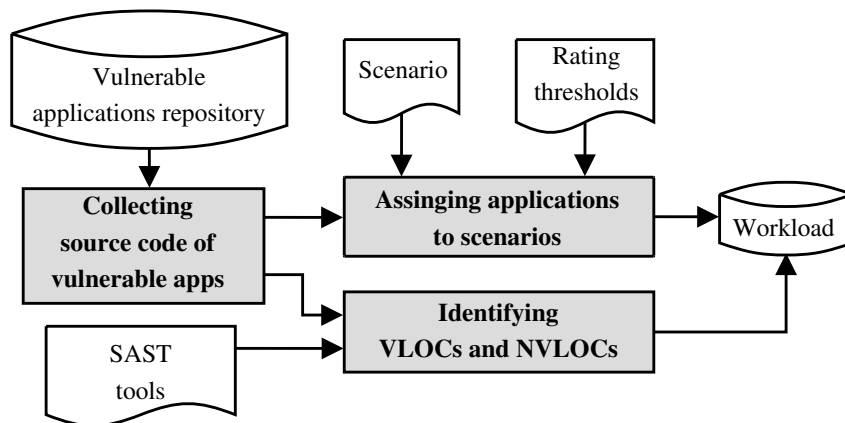 Vulnerable
applications repository
Scenario
Rating
thresholds
Collecting
source code of
vulnerable apps
Assinging applications
to scenarios
Workload
Identifying
VLOCs and NVLOCs
SAST
tools